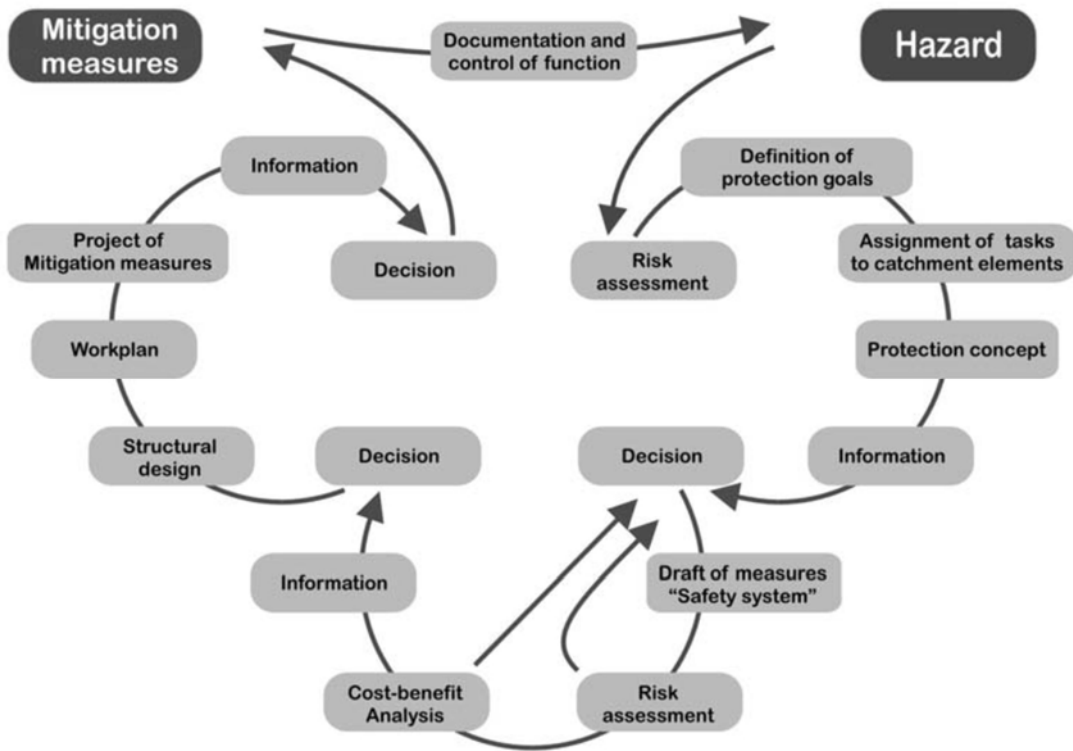 Mitigation
measures
Documentation and
control of function
Hazard
Information
Definition of
protection goals
Project of
Mitigation measures
Decision
Risk
assessment
Assignment of tasks
to catchment elements
Workplan
Protection concept
Structural
design
Decision
Decision
Information
Information
Draft of measures
“Safety system”
Cost-benefit
Analysis
Risk
assessment